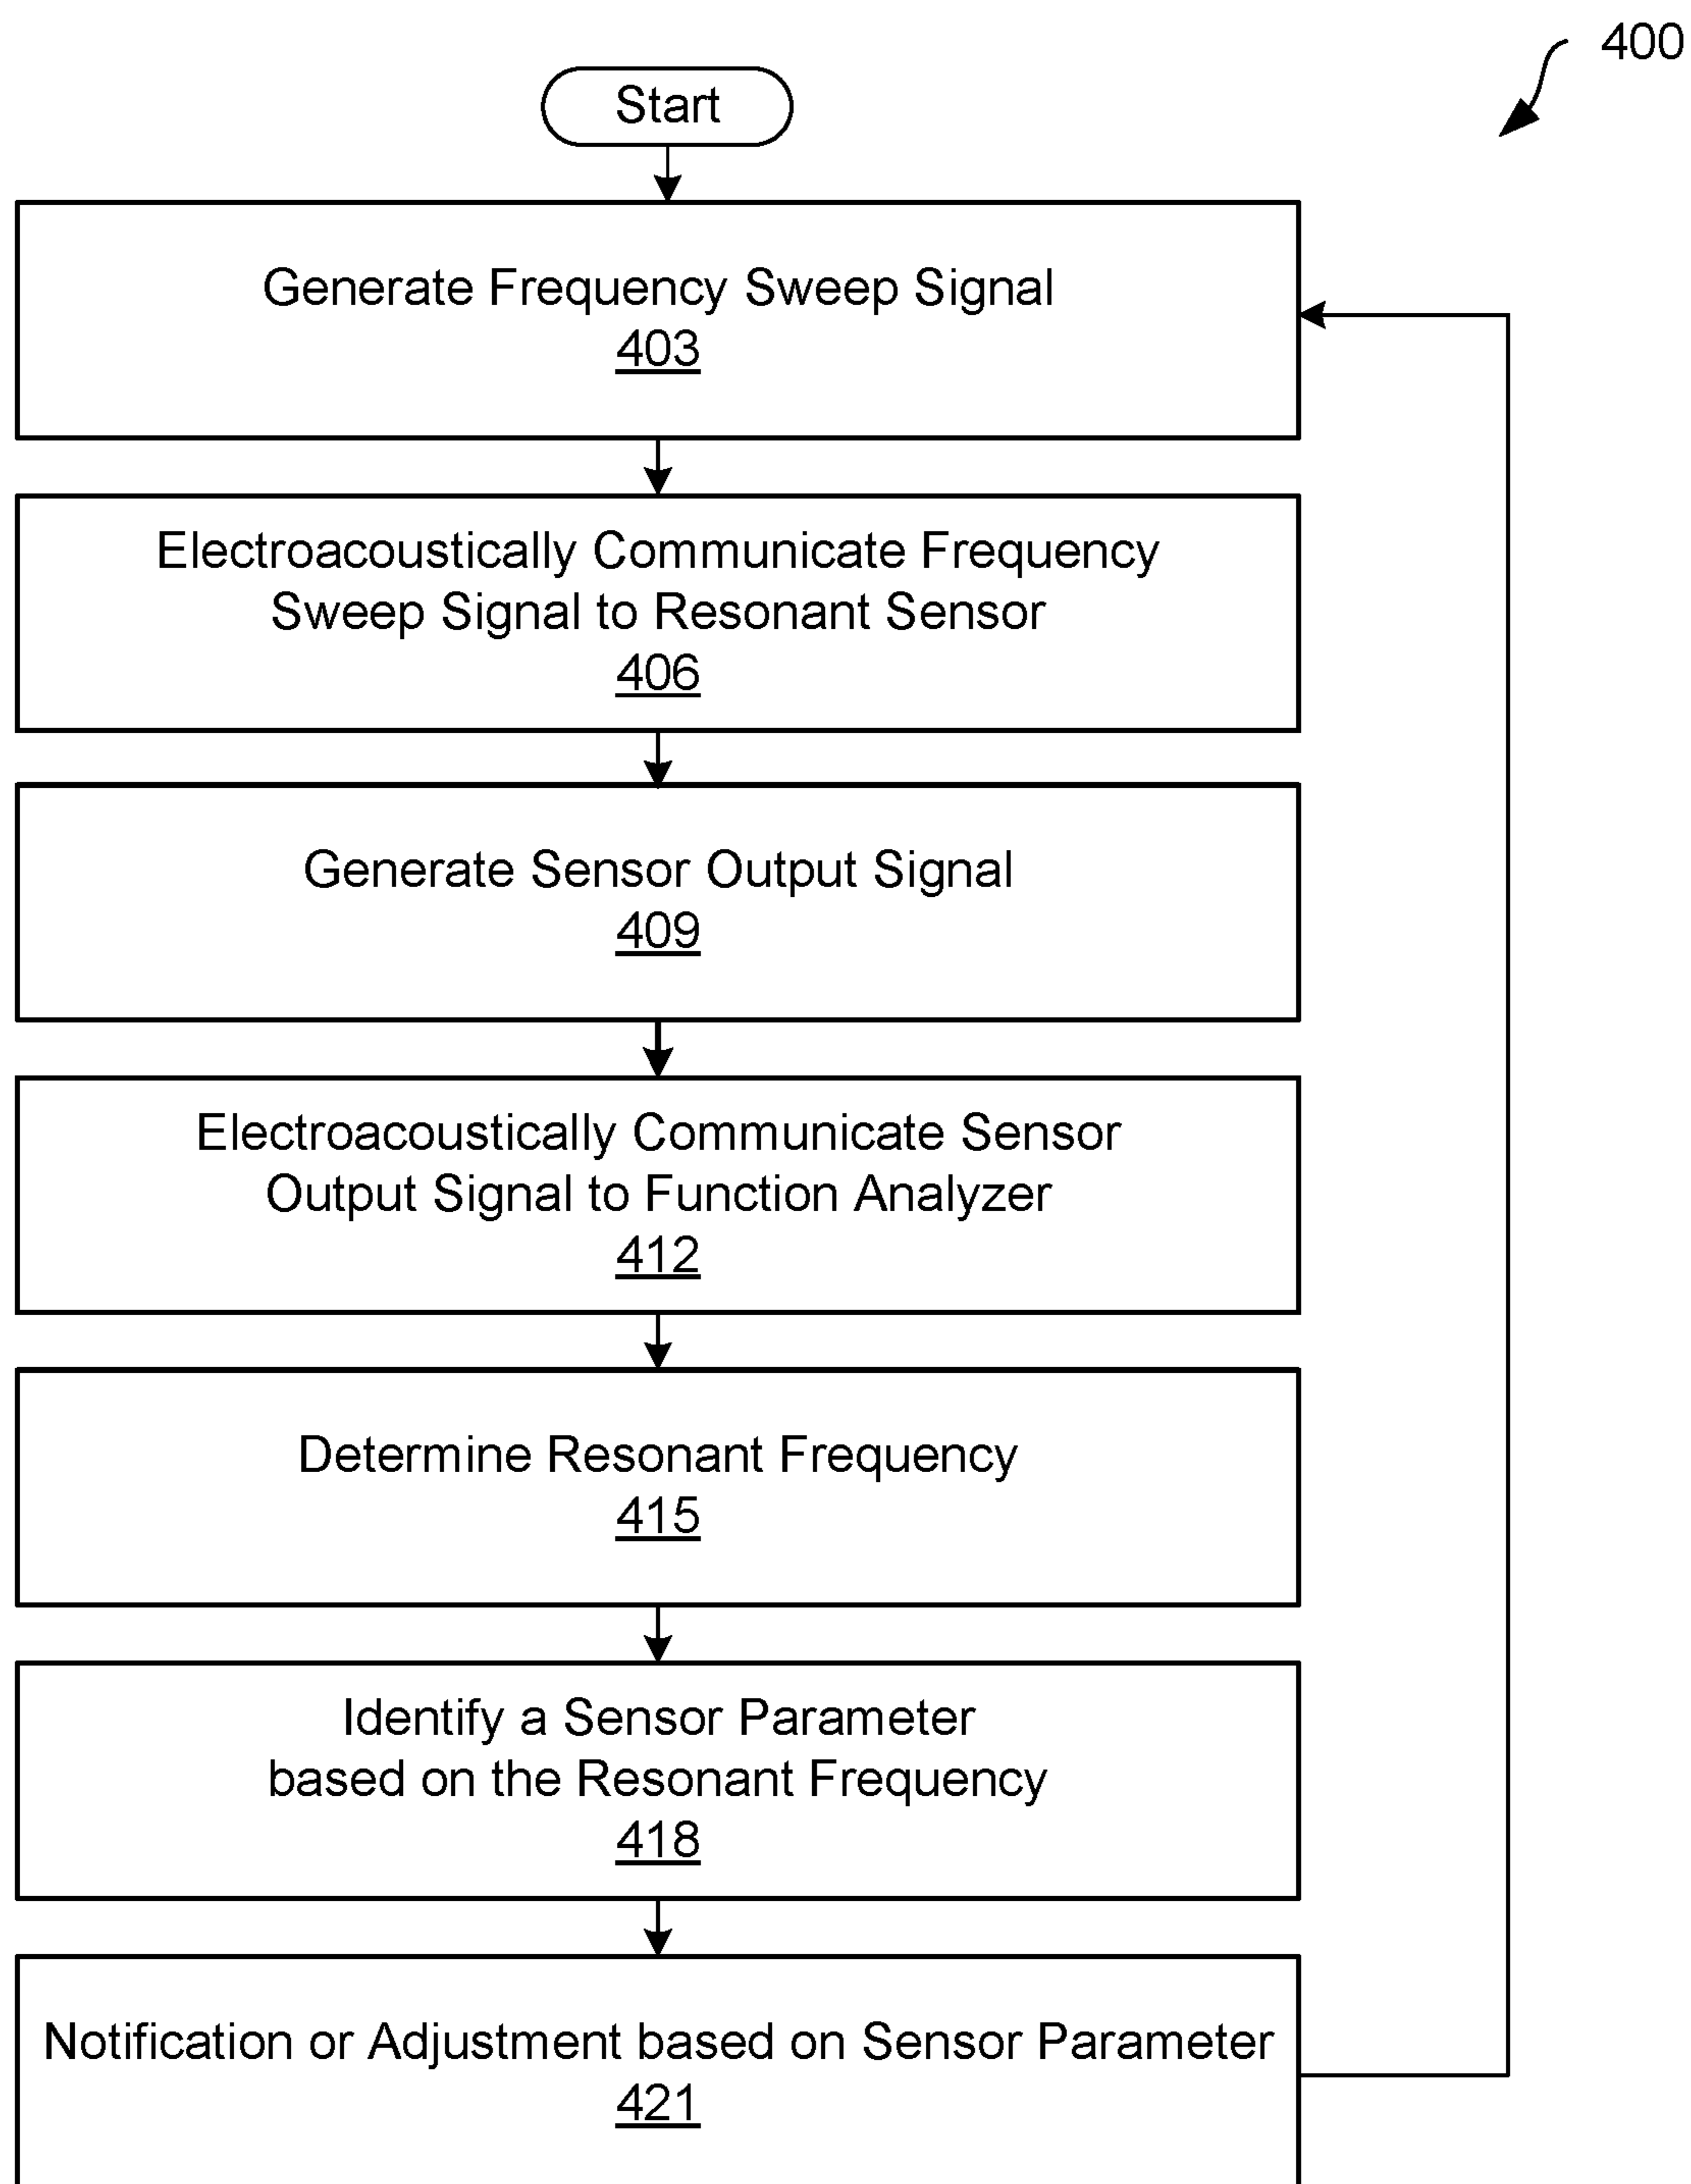 400
Start
Generate Frequency Sweep Signal
403
Electroacoustically Communicate Frequency
Sweep Signal to Resonant Sensor
406
Generate Sensor Output Signal
409
Electroacoustically Communicate Sensor
Output Signal to Function Analyzer
412
Determine Resonant Frequency
415
Identify a Sensor Parameter
based on the Resonant Frequency
418
Notification or Adjustment based on Sensor Parameter
421